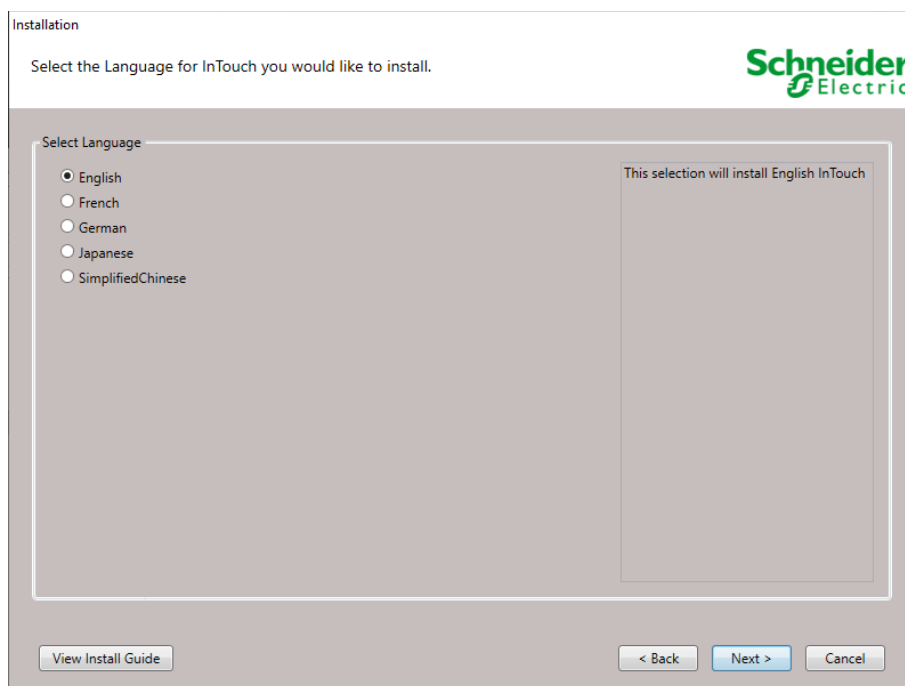 Installation
Select the Language for InTouch you would like to install.
Schneider
Electric
Select Language
English
This selection will install English InTouch
French
German
Japanese
SimplifiedChinese
View Install Guide
< Back
Next >
Cancel